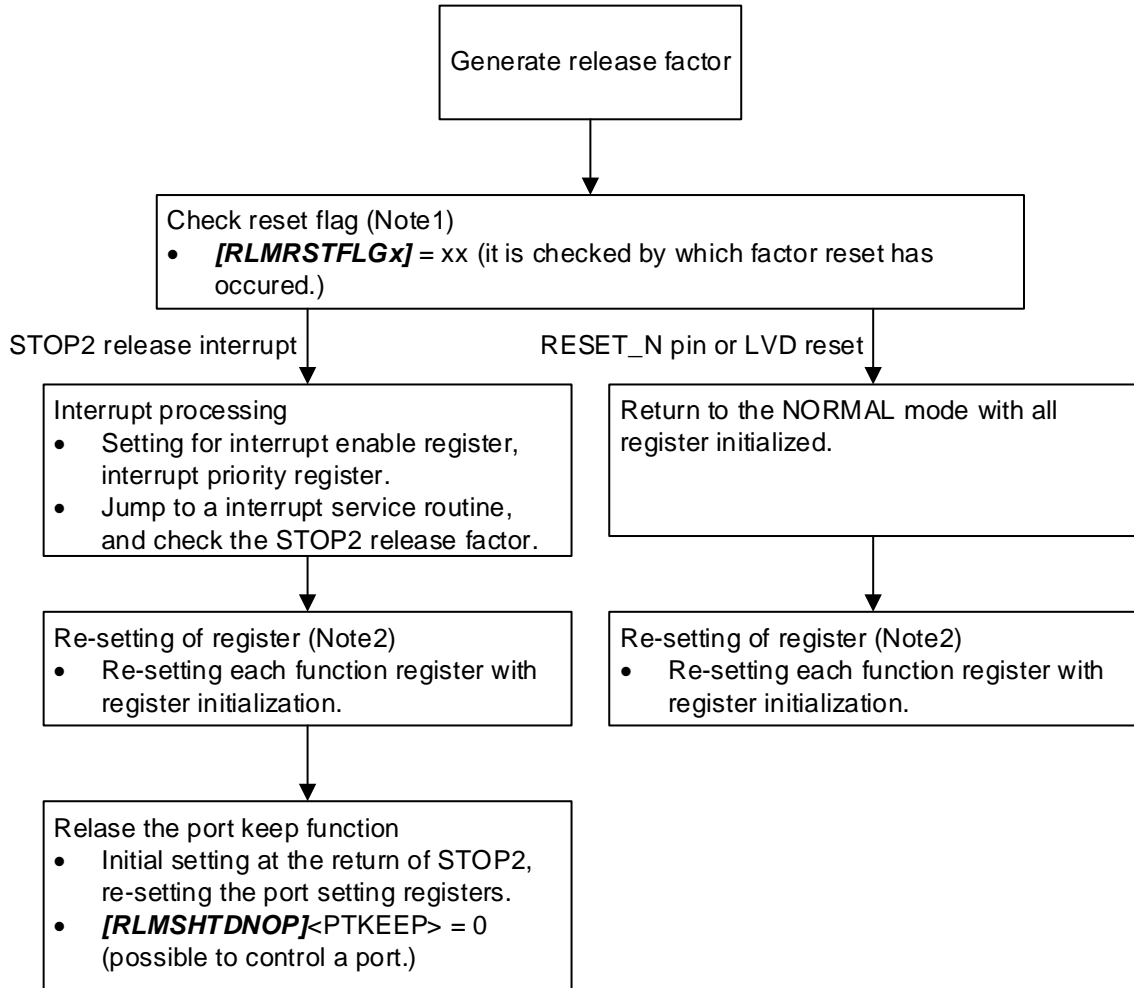 Generate release factor
Check reset flag (Note1)
• [RLMRSTFLGx] = xx (it is checked by which factor reset has
occured.)
STOP2 release interrupt
RESET_N pin or LVD reset
Interrupt processing
• Setting for interrupt enable register,
interrupt priority register.
• Jump to a interrupt service routine,
and check the STOP2 release factor.
Return to the NORMAL mode with all
register initialized.
Re-setting of register (Note2)
• Re-setting each function register with
register initialization.
Re-setting of register (Note2)
• Re-setting each function register with
register initialization.
Relase the port keep function
• Initial setting at the return of STOP2,
re-setting the port setting registers.
• [RLMSHTDNOP]<PTKEEP> = 0
(possible to control a port.)